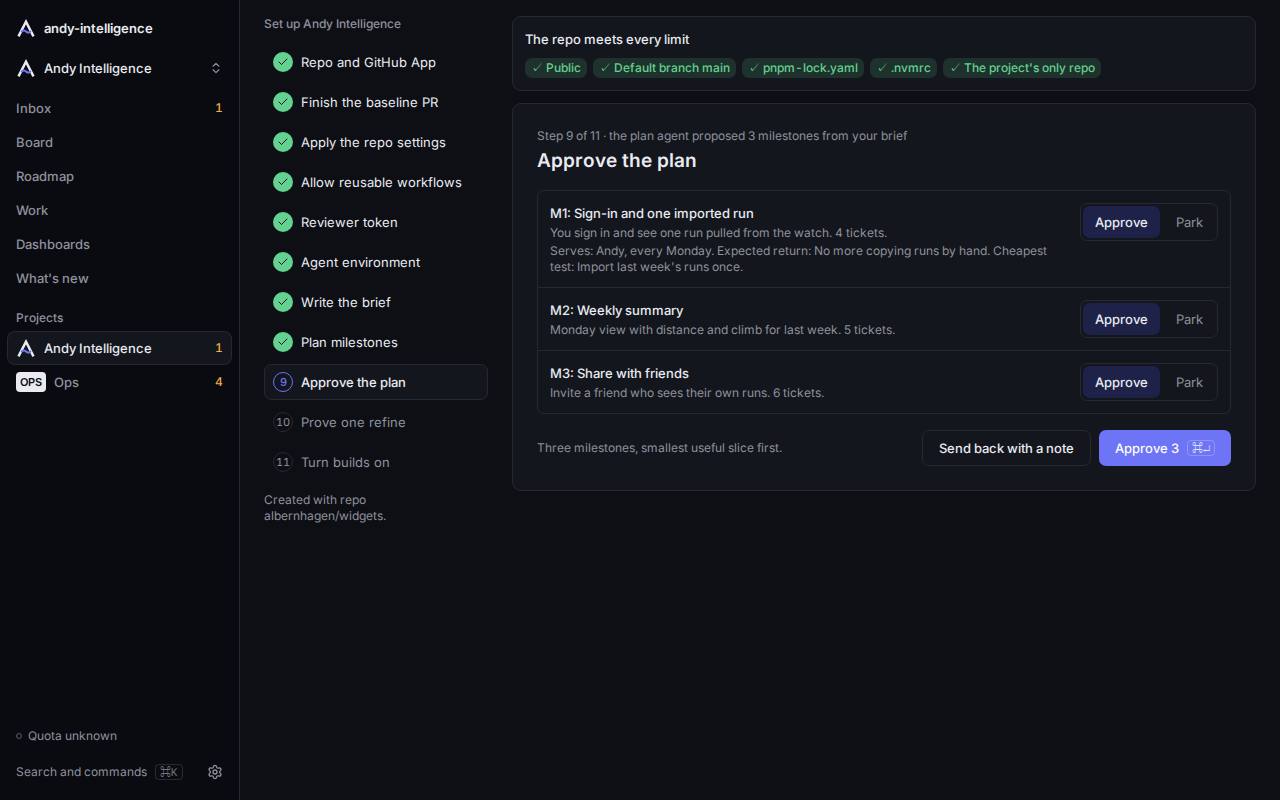 andy-intelligence
Andy Intelligence
Inbox 1
Board
Roadmap
Work
Dashboards
What's new
Projects
Andy Intelligence 1
OPS Ops 4
Quota unknown
Search and commands ⌘K
Set up Andy Intelligence
Repo and GitHub App
Finish the baseline PR
Apply the repo settings
Allow reusable workflows
Reviewer token
Agent environment
Write the brief
Plan milestones
9 Approve the plan
10 Prove one refine
11 Turn builds on
Created with repo
albernhagen/widgets.
The repo meets every limit
✓ Public ✓ Default branch main ✓ pnpm-lock.yaml ✓ .nvmrc ✓ The project's only repo
Step 9 of 11 · the plan agent proposed 3 milestones from your brief
Approve the plan
M1: Sign-in and one imported run
You sign in and see one run pulled from the watch. 4 tickets.
Serves: Andy, every Monday. Expected return: No more copying runs by hand. Cheapest
test: Import last week's runs once.
Approve Park
M2: Weekly summary
Monday view with distance and climb for last week. 5 tickets.
Approve Park
M3: Share with friends
Invite a friend who sees their own runs. 6 tickets.
Approve Park
Three milestones, smallest useful slice first.
Send back with a note
Approve 3 ⌘↵